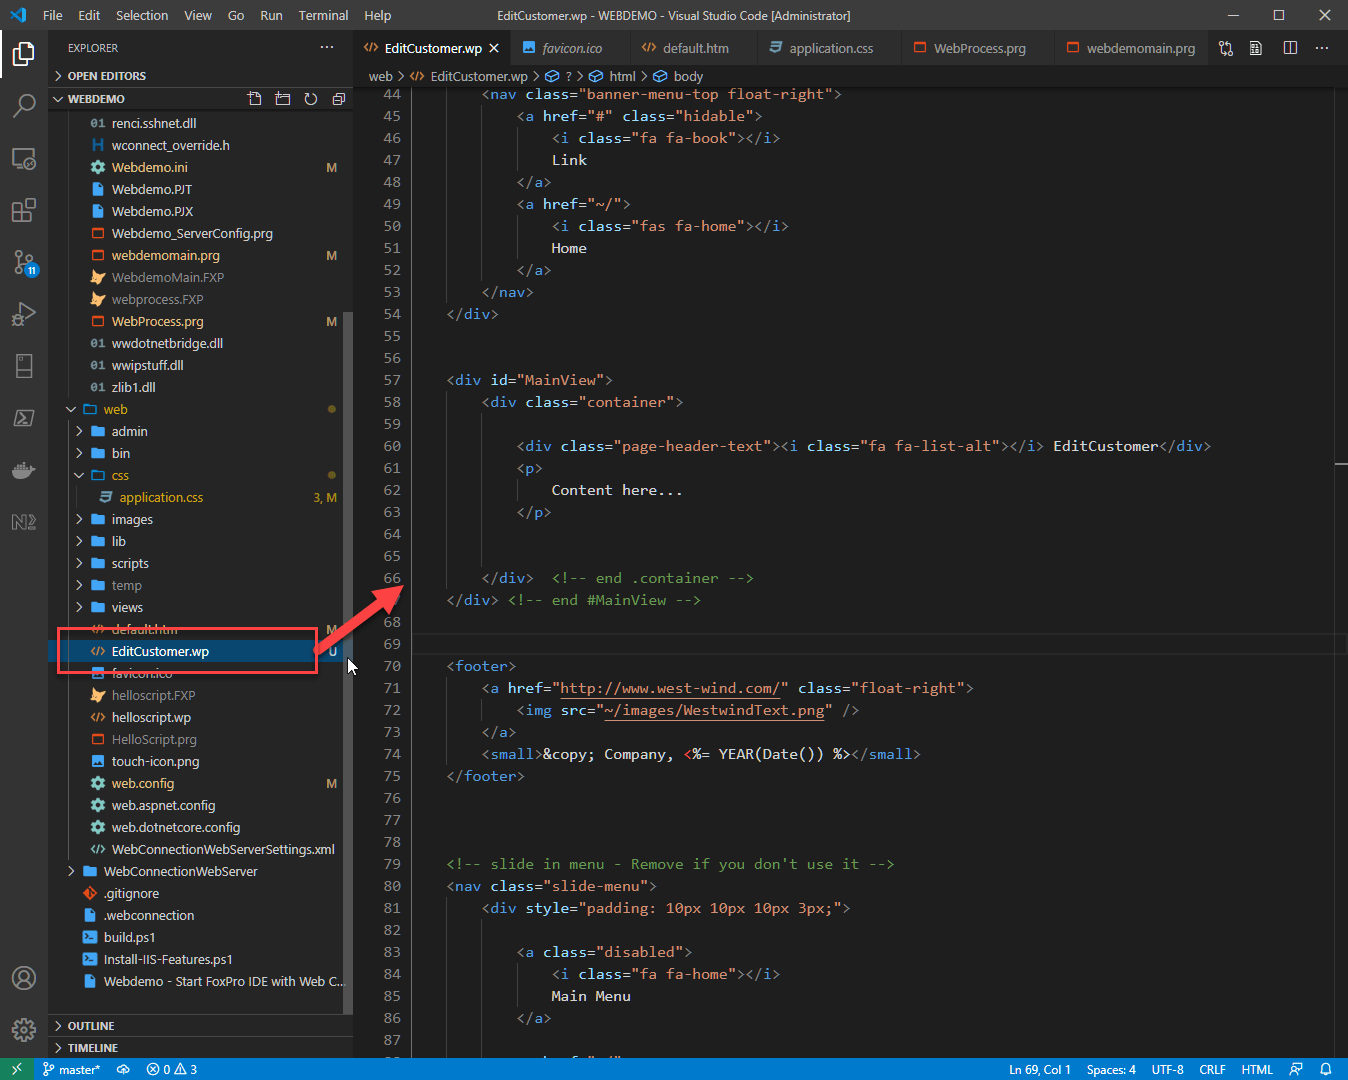 File Edit Selection View Go Run Terminal Help
EditCustomer.wp - WEBDEMO - Visual Studio Code [Administrator]
EXPLORER
OPEN EDITORS
WEBDEMO
01 renci.sshnet.dll
H wconnect_override.h
Webdemo.ini M
Webdemo.PJT
Webdemo.PJX
Webdemo_ServerConfig.prg
webdemomain.prg M
WebdemoMain.FXP
webprocess.FXP
WebProcess.prg M
01 wwdotnetbridge.dll
01 wwipstuff.dll
01 zlib1.dll
web
admin
bin
css
application.css 3, M
images
lib
scripts
temp
views
default.htm M
EditCustomer.wp U
favicon.ico
helloscript.FXP
helloscript.wp
HelloScript.prg
touch-icon.png
web.config M
web.aspnet.config
web.dotnetcore.config
WebConnectionWebServerSettings.xml
WebConnectionWebServer
.gitignore
.webconnection
build.ps1
Install-IIS-Features.ps1
Webdemo - Start FoxPro IDE with Web C...
OUTLINE
TIMELINE
11
EditCustomer.wp favicon.ico default.htm application.css WebProcess.prg webdemomain.prg
web > EditCustomer.wp > ? > html > body
44 <nav class="banner-menu-top float-right">
45 <a href="#" class="hidable">
46 <i class="fa fa-book"></i>
47 Link
48 </a>
49 <a href="~/">
50 <i class="fas fa-home"></i>
51 Home
52 </a>
53 </nav>
54 </div>
55
56
57 <div id="MainView">
58 <div class="container">
59
60 <div class="page-header-text"><i class="fa fa-list-alt"></i> EditCustomer</div>
61 <p>
62 Content here...
63 </p>
64
65
66 </div> <!-- end .container -->
</div> <!-- end #MainView -->
68
69
70 <footer>
71 <a href="http://www.west-wind.com/" class="float-right">
72 <img src="~/images/WestwindText.png" />
73 </a>
74 <small>&copy; Company, <%= YEAR(Date()) %></small>
75 </footer>
76
77
78
79 <!-- slide in menu - Remove if you don't use it -->
80 <nav class="slide-menu">
81 <div style="padding: 10px 10px 10px 3px;">
82
83 <a class="disabled">
84 <i class="fa fa-home"></i>
85 Main Menu
86 </a>
87
master* 0 3 Ln 69, Col 1 Spaces: 4 UTF-8 CRLF HTML